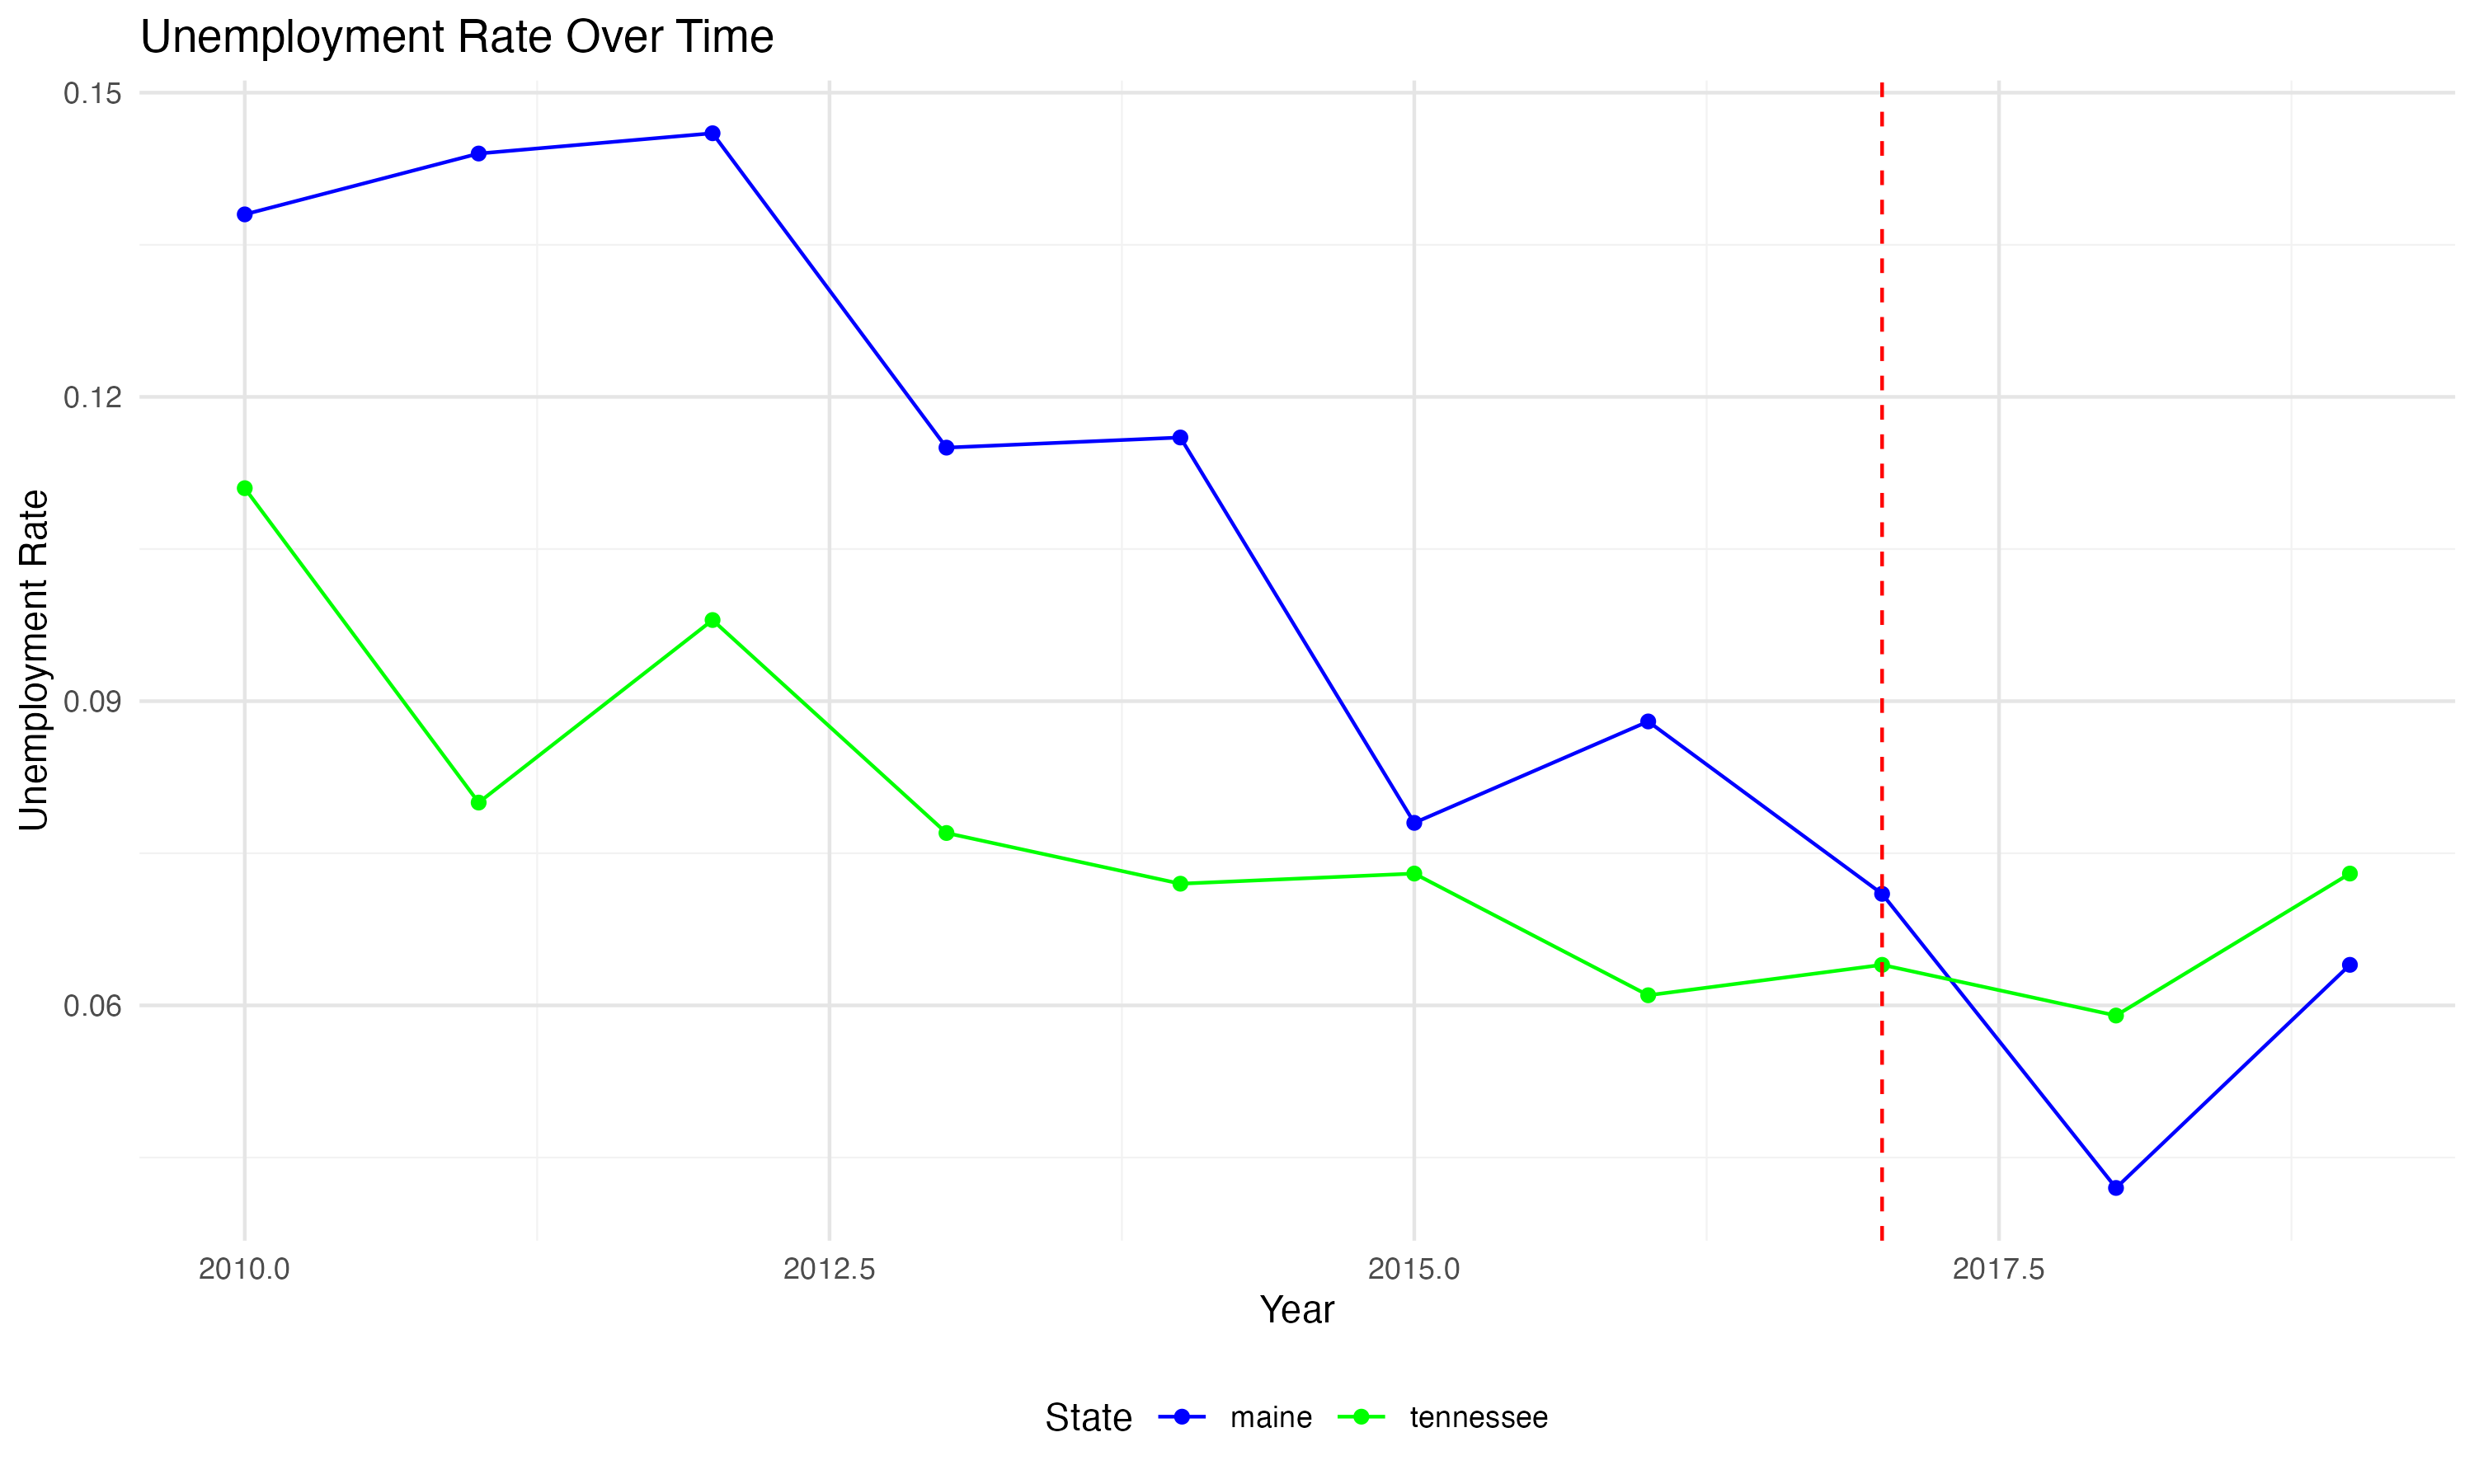 Unemployment Rate Over Time
Unemployment Rate
0.15
0.12
0.09
0.06
2010.0 2012.5 2015.0 2017.5
Year
State maine tennessee